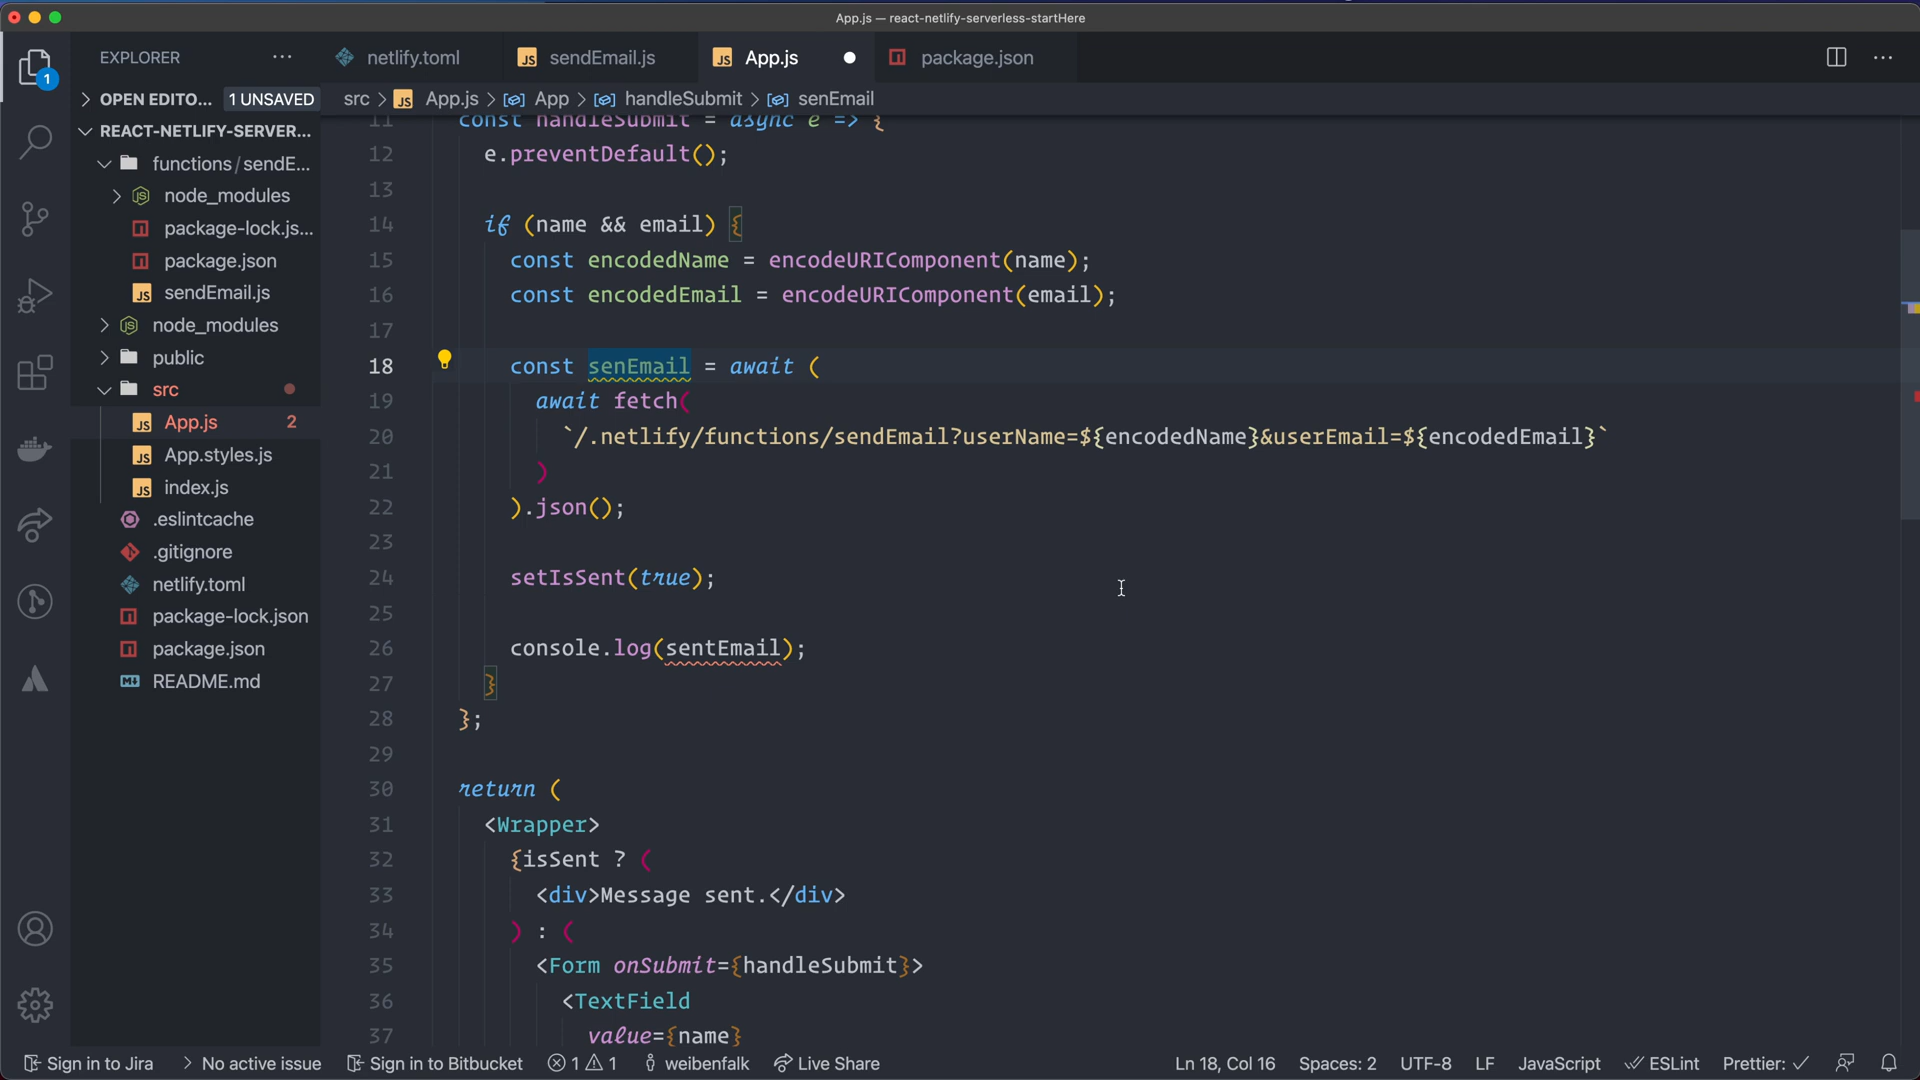 App.js — react-netlify-serverless-startHere
EXPLORER
netlify.toml
sendEmail.js
App.js
package.json
OPEN EDITO... 1 UNSAVED
src > App.js > App > handleSubmit > senEmail
REACT-NETLIFY-SERVER...
functions/sendE...
node_modules
package-lock.js...
package.json
sendEmail.js
node_modules
public
src
App.js 2
App.styles.js
index.js
.eslintcache
.gitignore
netlify.toml
package-lock.json
package.json
README.md
1
11 const handleSubmit = async e => {
12 e.preventDefault();
13
14 if (name && email) {
15 const encodedName = encodeURIComponent(name);
16 const encodedEmail = encodeURIComponent(email);
17
18 const senEmail = await (
19 await fetch(
20 `/.netlify/functions/sendEmail?userName=${encodedName}&userEmail=${encodedEmail}`
21 )
22 ).json();
23
24 setIsSent(true);
25
26 console.log(sentEmail);
27 }
28 };
29
30 return (
31 <Wrapper>
32 {isSent ? (
33 <div>Message sent.</div>
34 ) : (
35 <Form onSubmit={handleSubmit}>
36 <TextField
37 value={name}
Sign in to Jira > No active issue Sign in to Bitbucket 1 1 weibenfalk Live Share Ln 18, Col 16 Spaces: 2 UTF-8 LF JavaScript ESLint Prettier: ✓